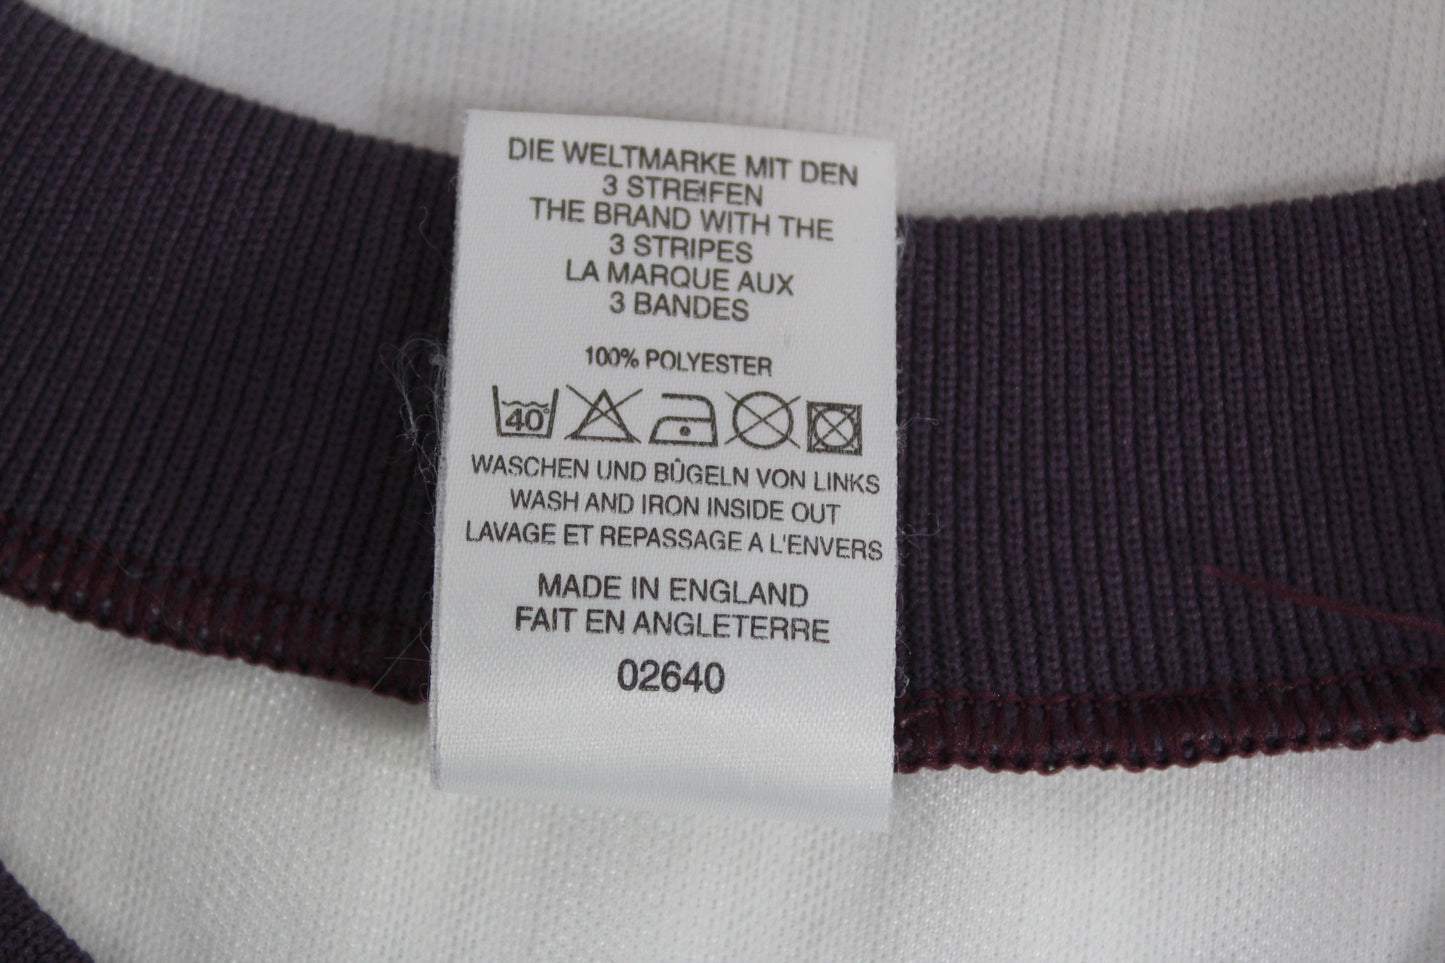 DIE WELTMARKE MIT DEN
3 STREIFEN
THE BRAND WITH THE
3 STRIPES
LA MARQUE AUX
3 BANDES
100% POLYESTER
40°
WASCHEN UND BÛGELN VON LINKS
WASH AND IRON INSIDE OUT
LAVAGE ET REPASSAGE A L'ENVERS
MADE IN ENGLAND
FAIT EN ANGLETERRE
02640